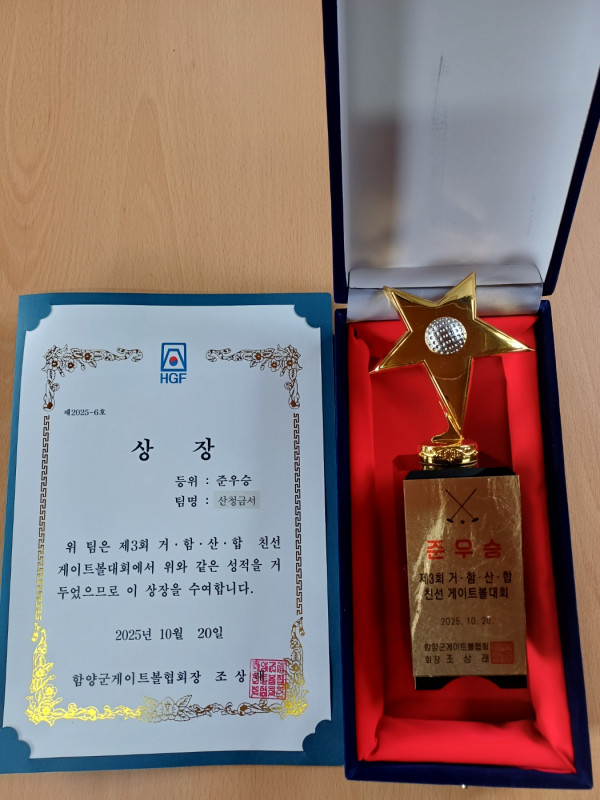 HGF
제2025-6호
상 장
등위 : 준우승
팀명 : 산청금서
위 팀은 제3회 거·함·산·합 친선
게이트볼대회에서 위와 같은 성적을 거
두었으므로 이 상장을 수여합니다.
2025년 10월 20일
함양군게이트볼협회장 조 상
준우승
제3회 거·함·산·합
친선 게이트볼대회
2025. 10. 20.
함양군게이트볼협회
회장 조 상 래